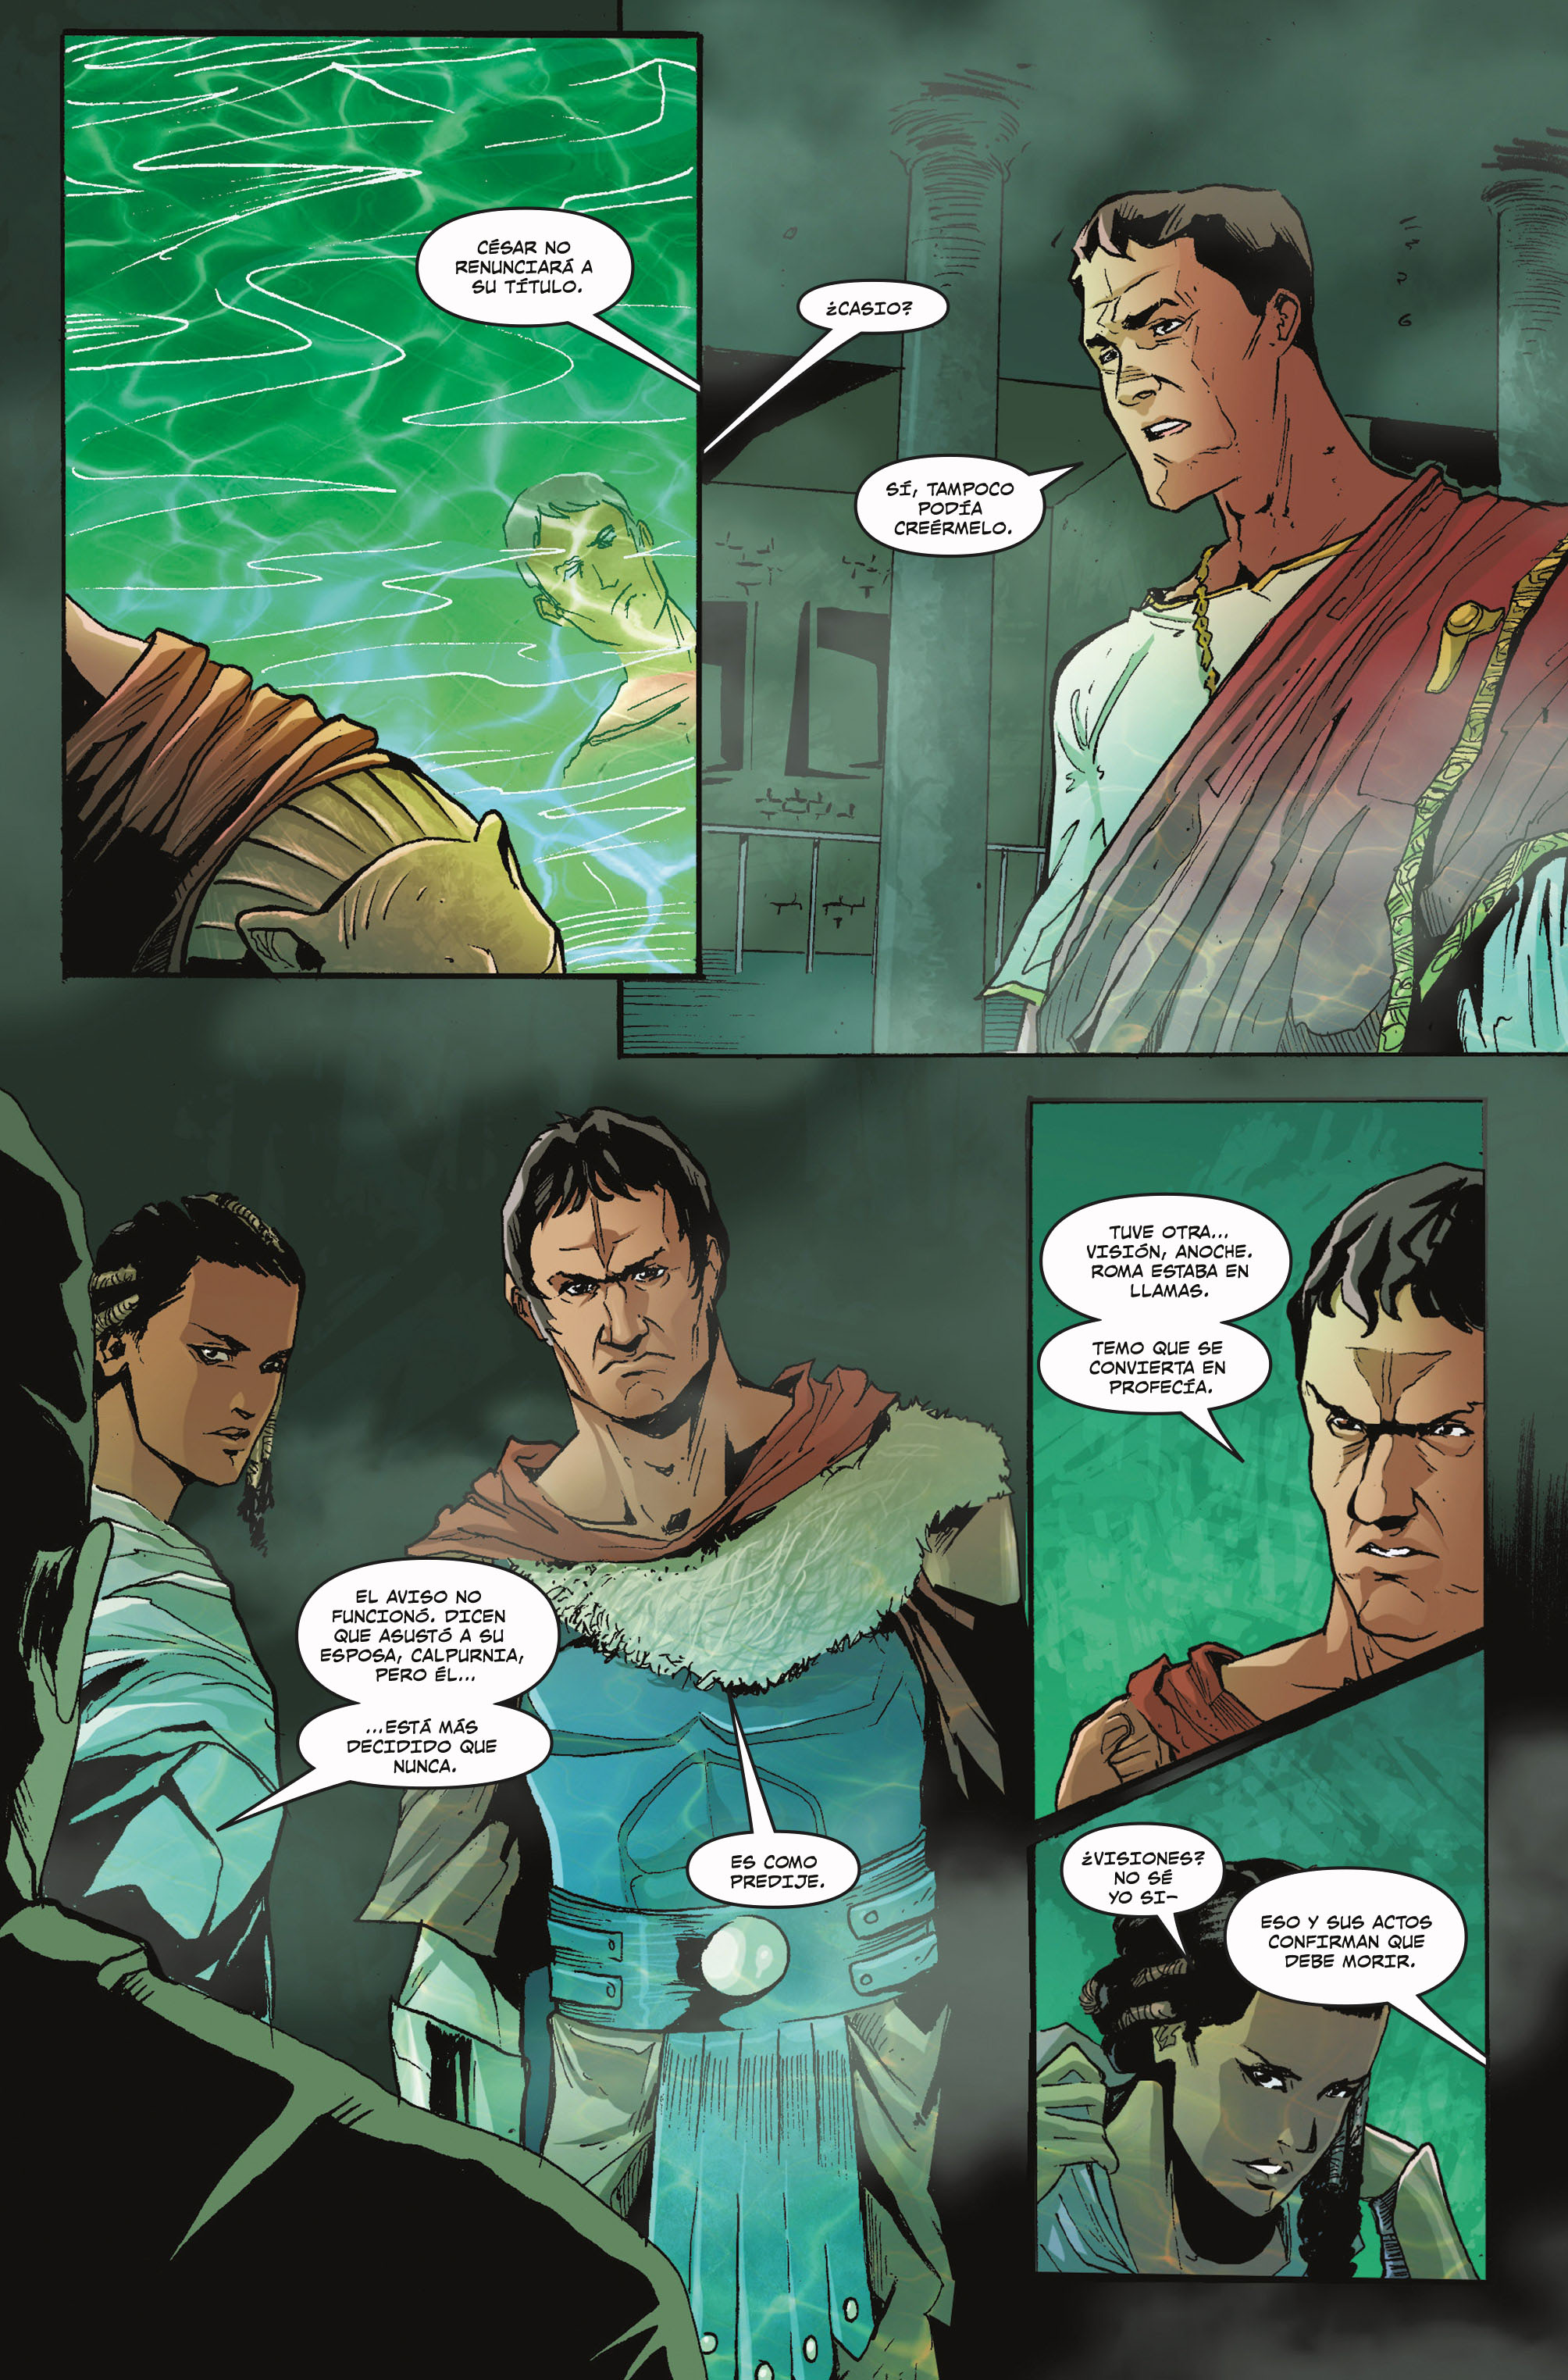 CÉSAR NO
RENUNCIARÁ A
SU TÍTULO.
¿CASIO?
SÍ, TAMPOCO
PODÍA
CREÉRMELO.
EL AVISO NO
FUNCIONÓ. DICEN
QUE ASUSTÓ A SU
ESPOSA, CALPURNIA,
PERO ÉL...
...ESTÁ MÁS
DECIDIDO QUE
NUNCA.
ES COMO
PREDIJE.
TUVE OTRA...
VISIÓN, ANOCHE.
ROMA ESTABA EN
LLAMAS.
TEMO QUE SE
CONVIERTA EN
PROFECÍA.
¿VISIONES?
NO SÉ
YO SI-
ESO Y SUS ACTOS
CONFIRMAN QUE
DEBE MORIR.